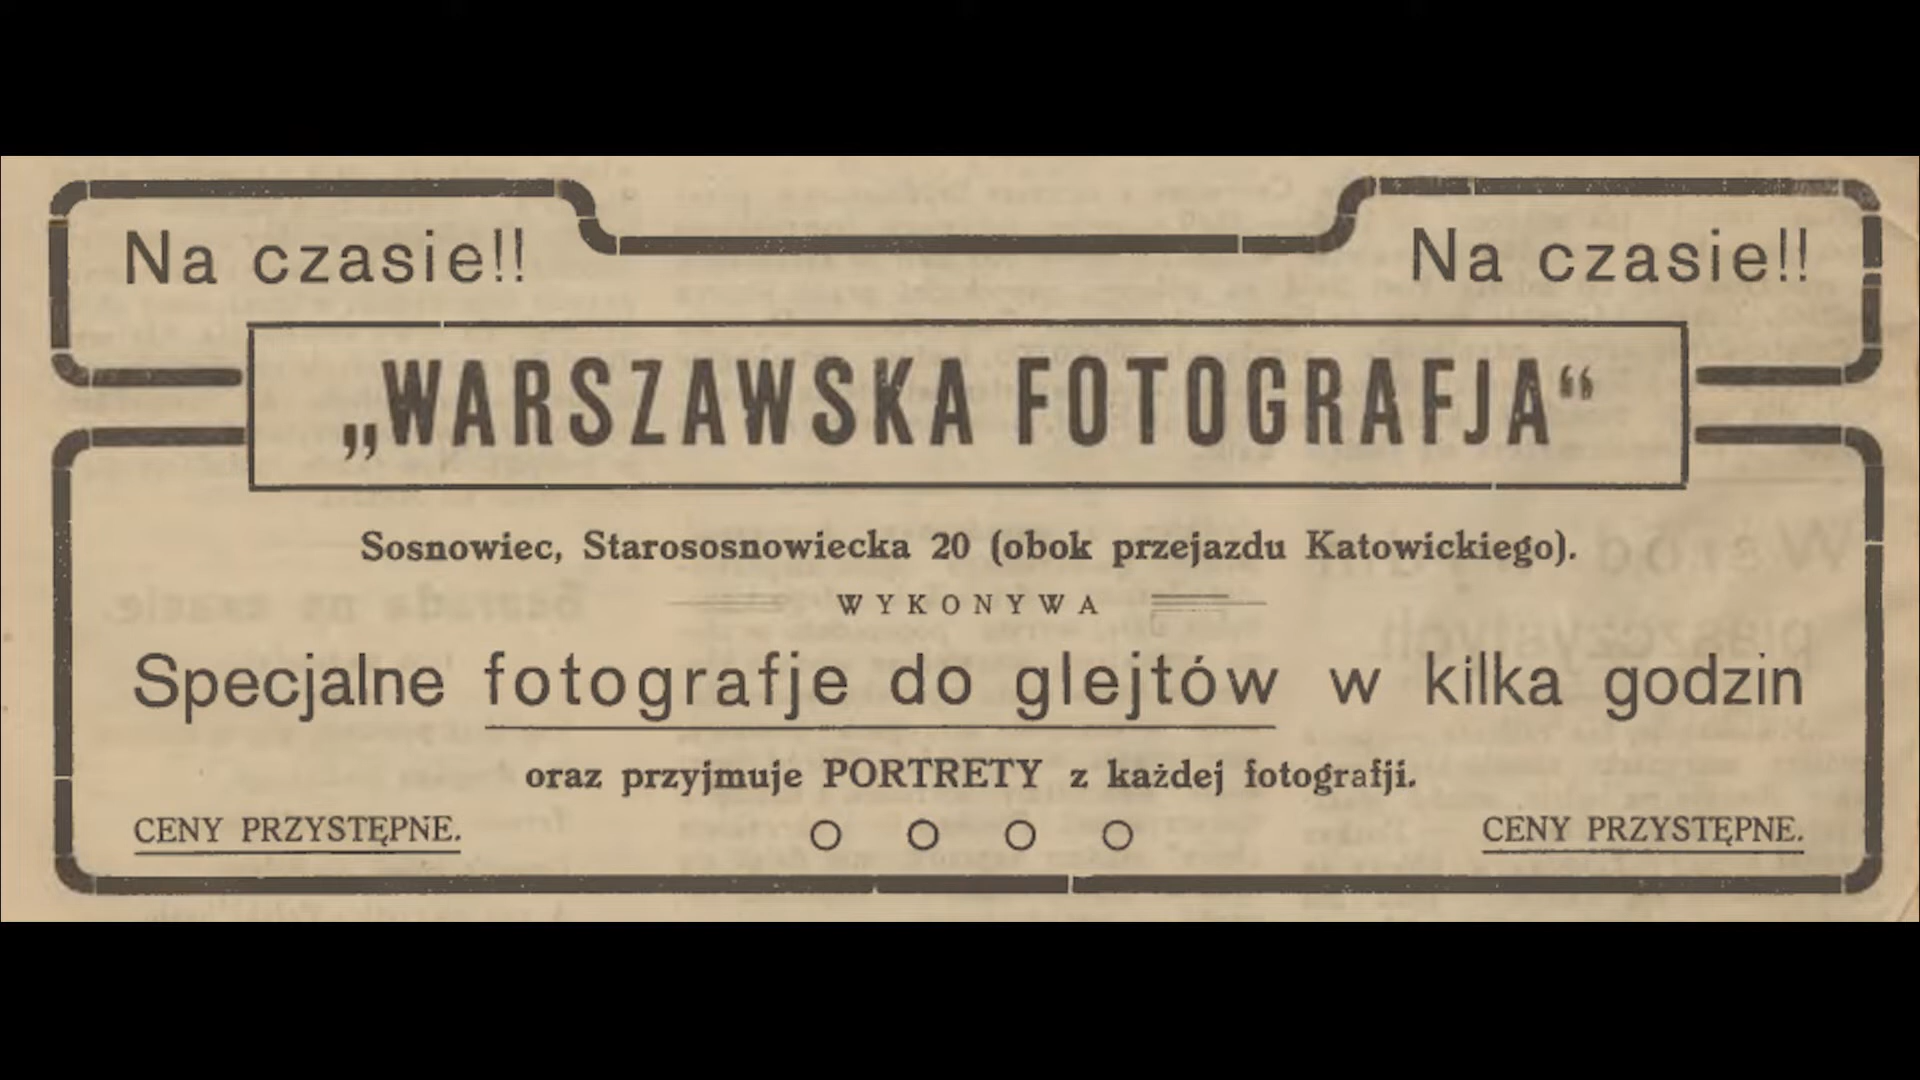 Na czasie!! Na czasie!!
„WARSZAWSKA FOTOGRAFJA“
Sosnowiec, Starososnowiecka 20 (obok przejazdu Katowickiego).
WYKONYWA
Specjalne fotografje do glejtów w kilka godzin
oraz przyjmuje PORTRETY z każdej fotografji.
CENY PRZYSTĘPNE. CENY PRZYSTĘPNE.